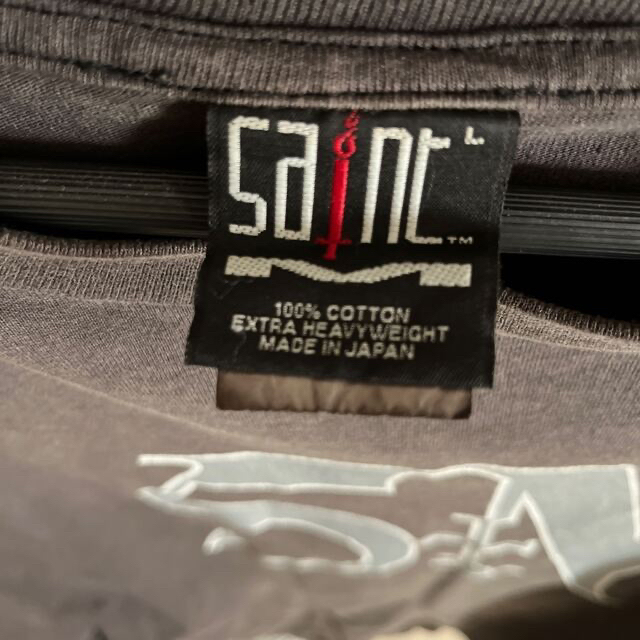 saint L
TM
100% COTTON
EXTRA HEAVYWEIGHT
MADE IN JAPAN